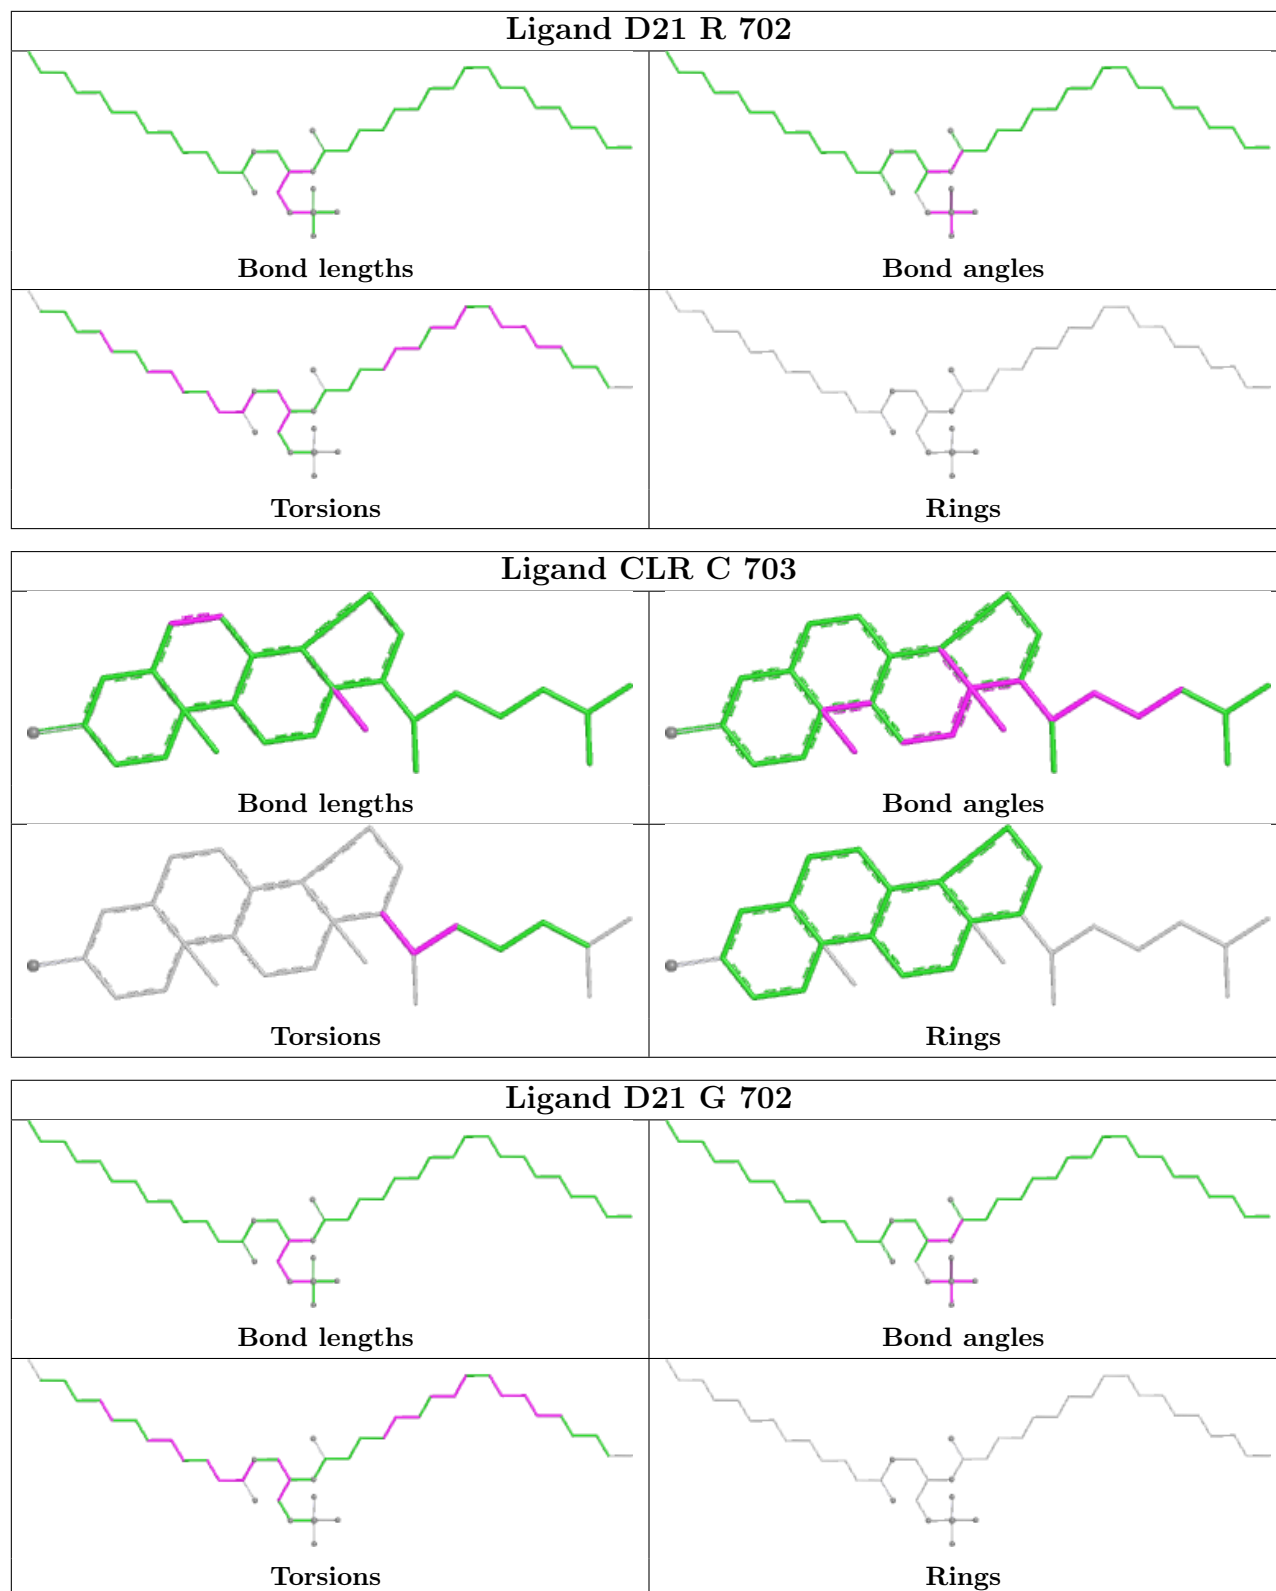 Ligand D21 R 702
Bond lengths
Bond angles
Torsions
Rings
Ligand CLR C 703
Bond lengths
Bond angles
Torsions
Rings
Ligand D21 G 702
Bond lengths
Bond angles
Torsions
Rings